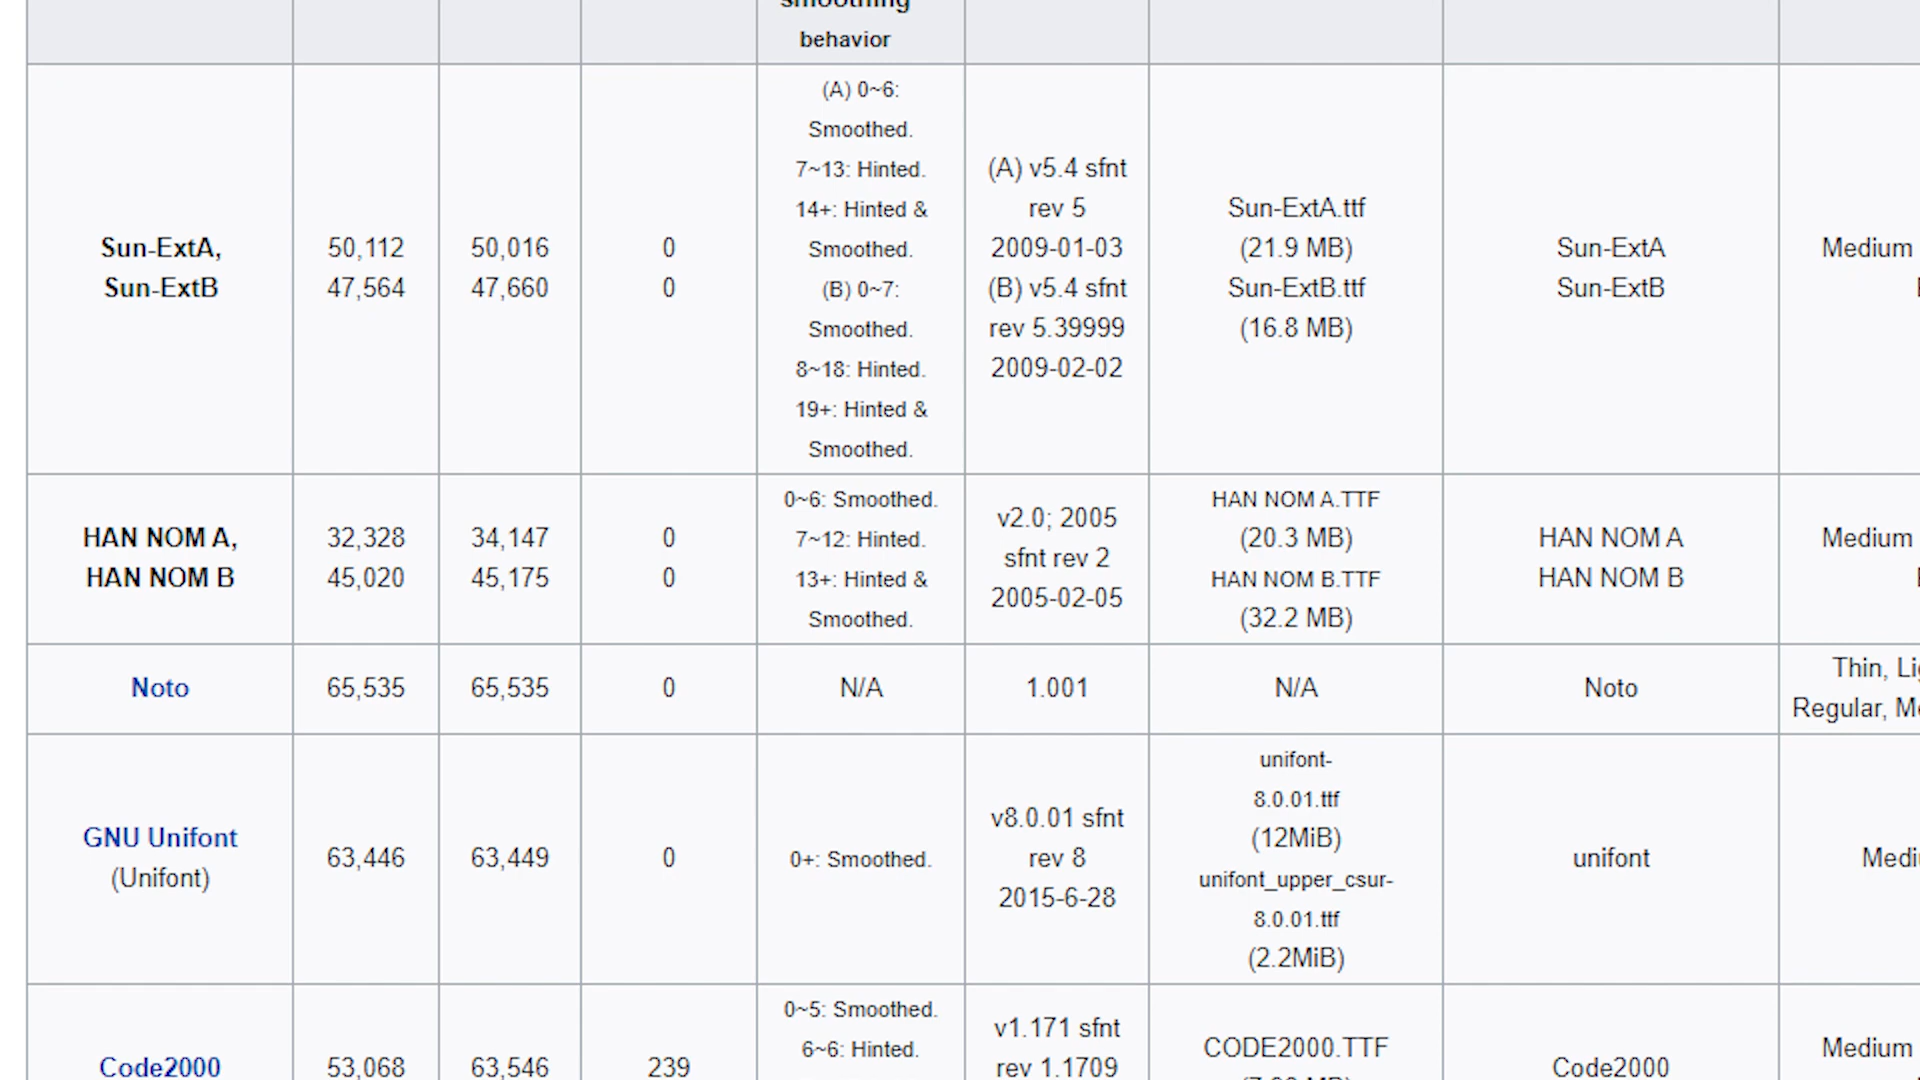 behavior
Sun-ExtA,
Sun-ExtB
50,112
47,564
50,016
47,660
0
0
(A) 0~6:
Smoothed.
7~13: Hinted.
14+: Hinted &
Smoothed.
(B) 0~7:
Smoothed.
8~18: Hinted.
19+: Hinted &
Smoothed.
(A) v5.4 sfnt
rev 5
2009-01-03
(B) v5.4 sfnt
rev 5.39999
2009-02-02
Sun-ExtA.ttf
(21.9 MB)
Sun-ExtB.ttf
(16.8 MB)
Sun-ExtA
Sun-ExtB
Medium
HAN NOM A,
HAN NOM B
32,328
45,020
34,147
45,175
0
0
0~6: Smoothed.
7~12: Hinted.
13+: Hinted &
Smoothed.
v2.0; 2005
sfnt rev 2
2005-02-05
HAN NOM A.TTF
(20.3 MB)
HAN NOM B.TTF
(32.2 MB)
HAN NOM A
HAN NOM B
Medium
Noto
65,535
65,535
0
N/A
1.001
N/A
Noto
Thin,
Regular,
GNU Unifont
(Unifont)
63,446
63,449
0
0+: Smoothed.
v8.0.01 sfnt
rev 8
2015-6-28
unifont-
8.0.01.ttf
(12MiB)
unifont_upper_csur-
8.0.01.ttf
(2.2MiB)
unifont
Code2000
53,068
63,546
239
0~5: Smoothed.
6~6: Hinted.
v1.171 sfnt
rev 1.1709
CODE2000.TTF
Code2000
Medium